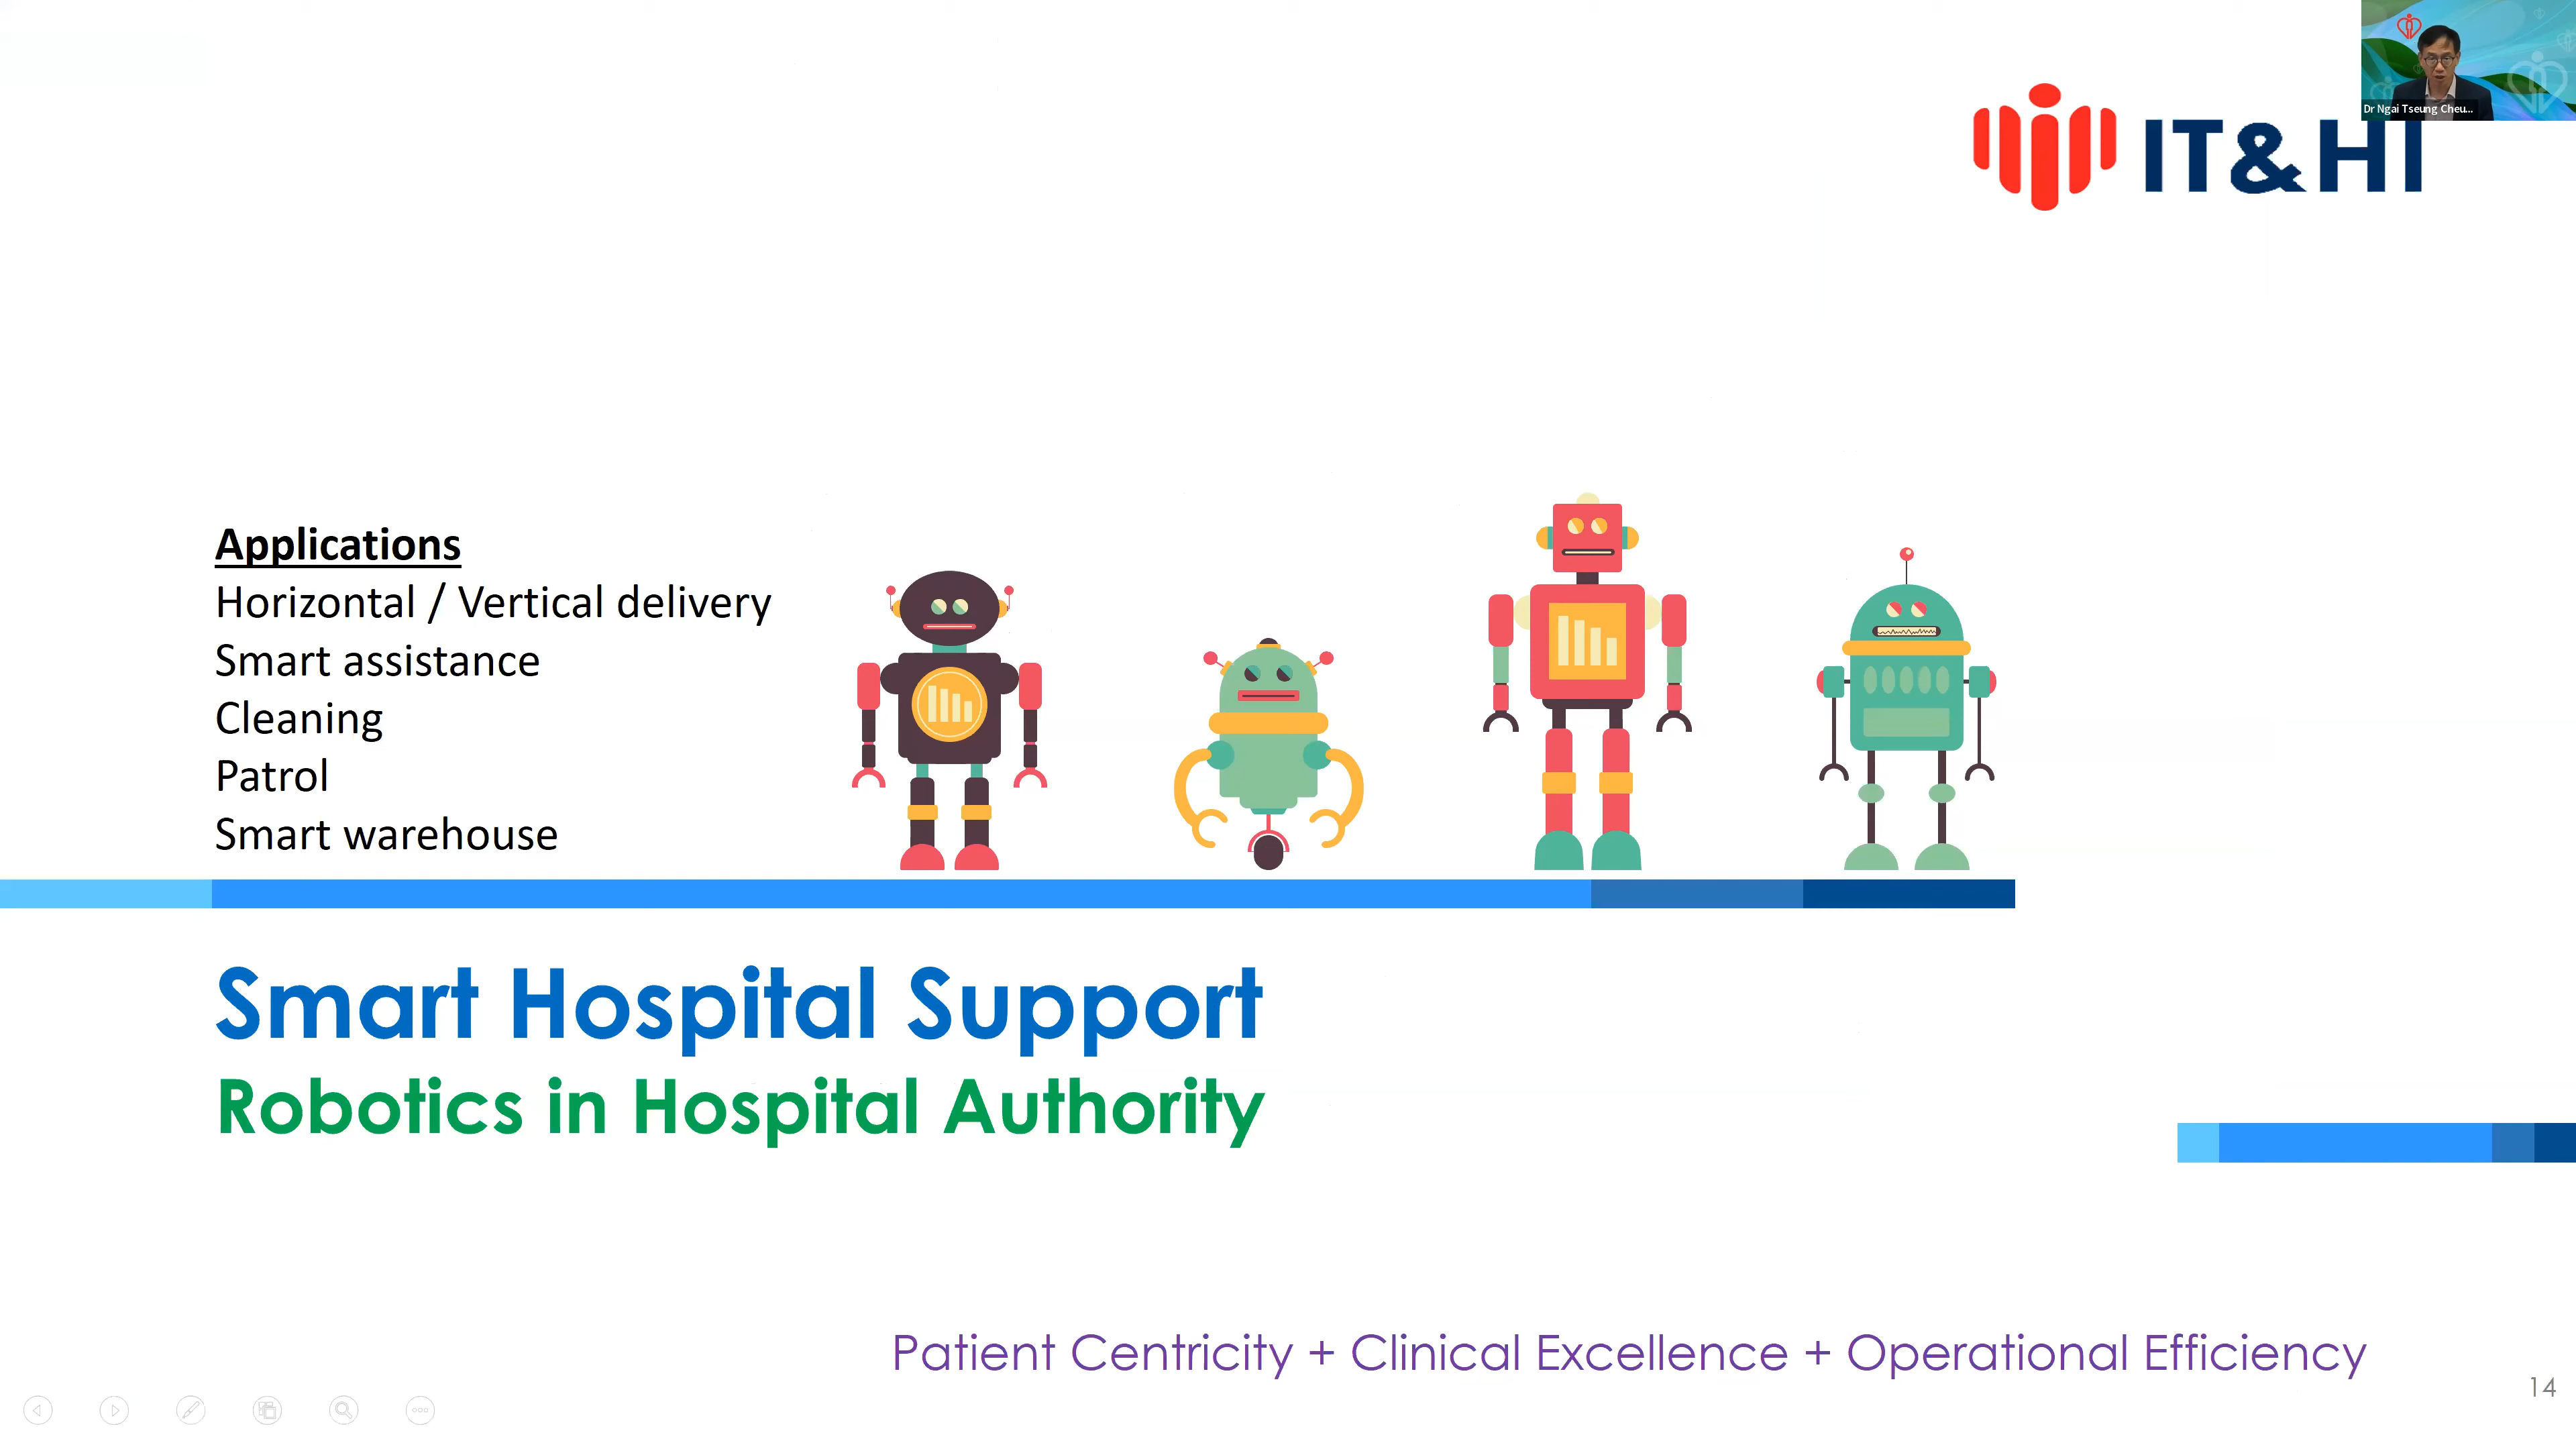 Dr Ngai Tseung Cheu...
IT&HI
Applications
Horizontal / Vertical delivery
Smart assistance
Cleaning
Patrol
Smart warehouse
Smart Hospital Support
Robotics in Hospital Authority
Patient Centricity + Clinical Excellence + Operational Efficiency
14